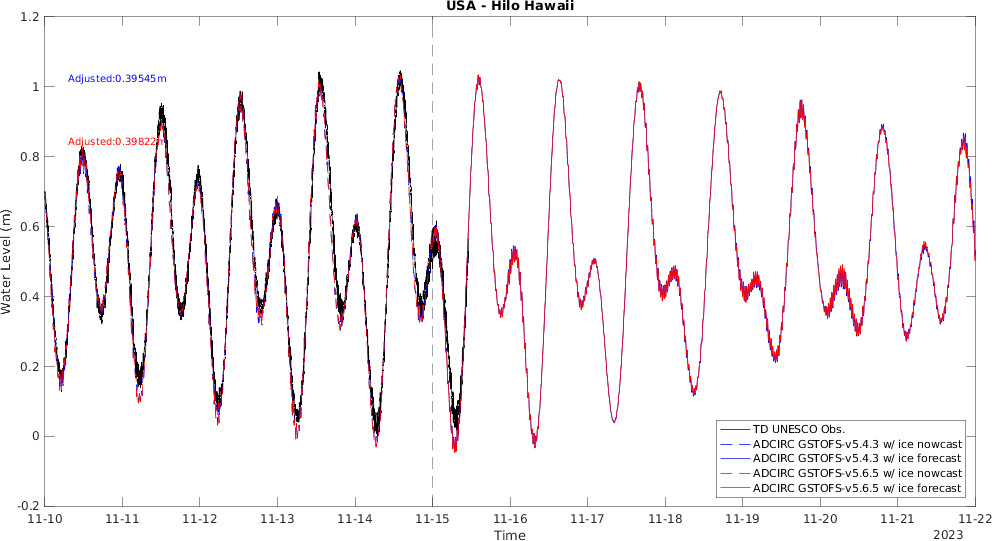 USA - Hilo Hawaii
1.2
1
0.8
0.6
0.4
0.2
0
-0.2
Water Level (m)
Adjusted:0.39545m
Adjusted:0.39822m
TD UNESCO Obs.
ADCIRC GSTOFS-v5.4.3 w/ ice nowcast
ADCIRC GSTOFS-v5.4.3 w/ ice forecast
ADCIRC GSTOFS-v5.6.5 w/ ice nowcast
ADCIRC GSTOFS-v5.6.5 w/ ice forecast
11-10 11-11 11-12 11-13 11-14 11-15 11-16 11-17 11-18 11-19 11-20 11-21 11-22
Time
2023